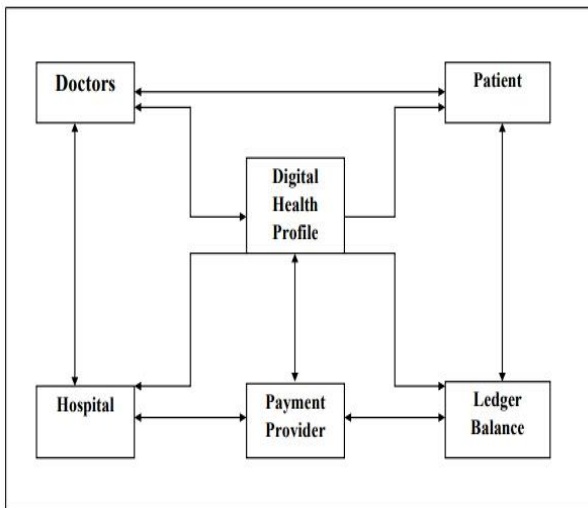 Doctors
Patient
Digital
Health
Profile
Hospital
Payment
Provider
Ledger
Balance